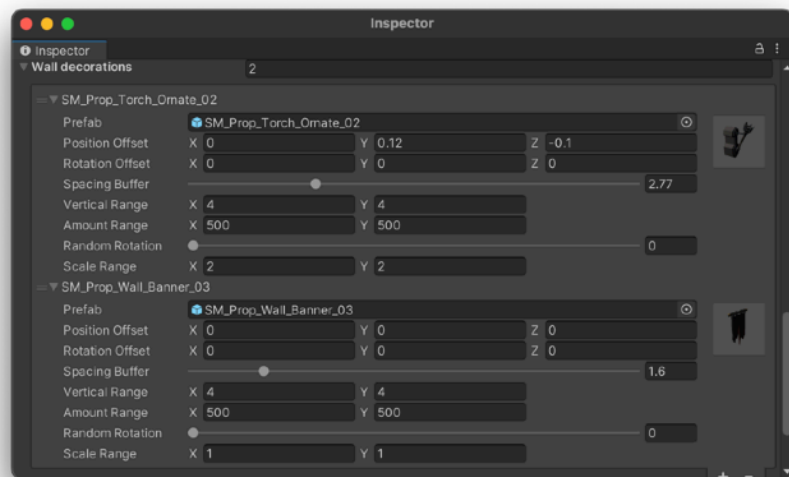 Inspector
Inspector
Wall decorations 2
SM_Prop_Torch_Ornate_02
Prefab SM_Prop_Torch_Ornate_02
Position Offset X 0 Y 0.12 Z -0.1
Rotation Offset X 0 Y 0 Z 0
Spacing Buffer 2.77
Vertical Range X 4 Y 4
Amount Range X 500 Y 500
Random Rotation 0
Scale Range X 2 Y 2
SM_Prop_Wall_Banner_03
Prefab SM_Prop_Wall_Banner_03
Position Offset X 0 Y 0 Z 0
Rotation Offset X 0 Y 0 Z 0
Spacing Buffer 1.6
Vertical Range X 4 Y 4
Amount Range X 500 Y 500
Random Rotation 0
Scale Range X 1 Y 1